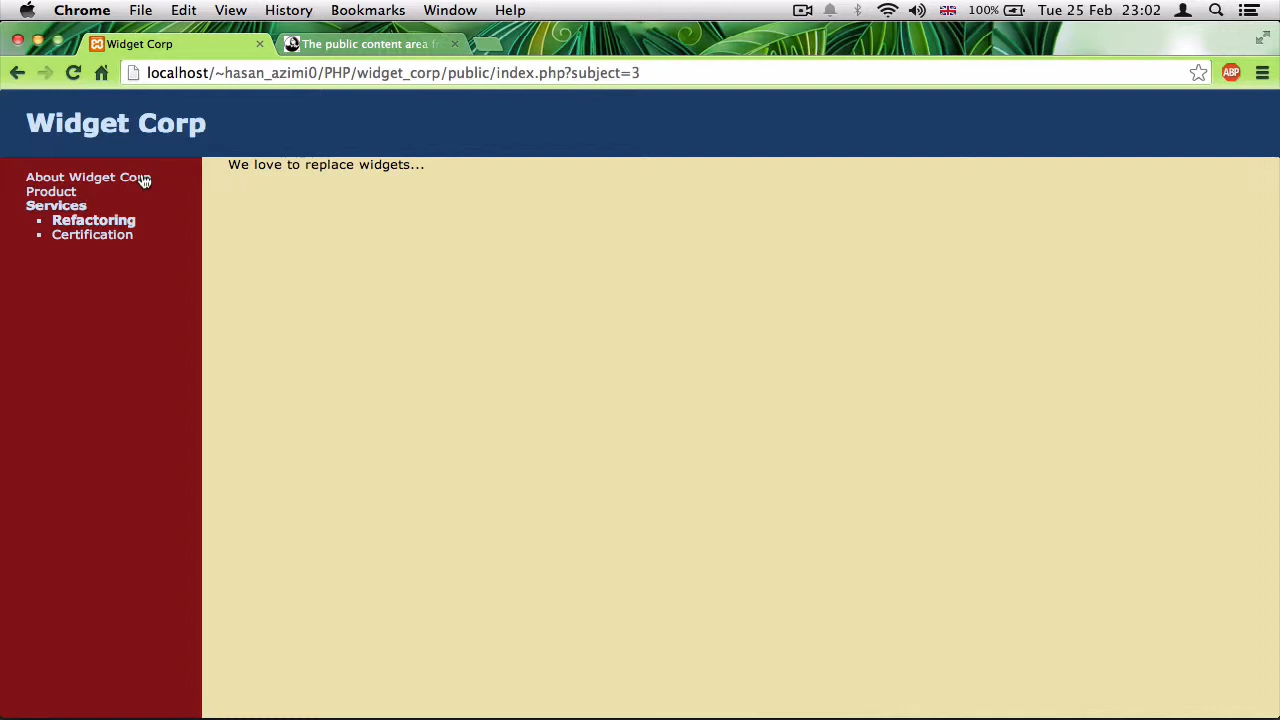 Chrome File Edit View History Bookmarks Window Help 100% Tue 25 Feb 23:02
Widget Corp The public content area
localhost/~hasan_azimi0/PHP/widget_corp/public/index.php?subject=3 ABP
Widget Corp
About Widget Corp
Product
Services
Refactoring
Certification
We love to replace widgets...